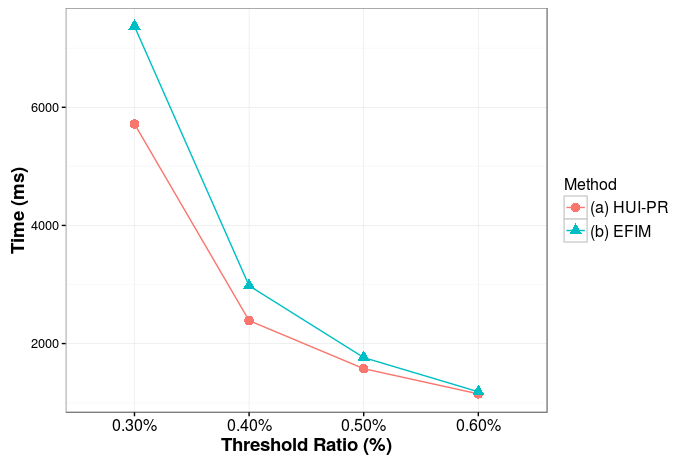 6000
4000
2000
Time (ms)
0.30%
0.40%
0.50%
0.60%
Threshold Ratio (%)
Method
(a) HUI-PR
(b) EFIM